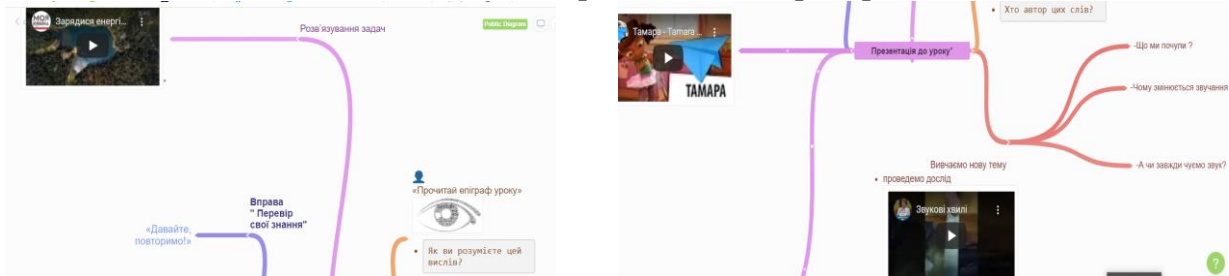 Зарядися енергі...
Розв'язування задач
Public Diagram
«Прочитай епіграф уроку»
Вправа
" Перевір
свої знання"
«Давайте,
повторимо!»
Як ви розумієте цей
вислів?
Хто автор цих слів?
Тамара - Tamara ...
ТАМАРА
Презентація до уроку"
-Що ми почули ?
-Чому змінюється звучання
-А чи завжди чуємо звук?
Вивчаємо нову тему
проведемо дослід
Звукові хвилі
?